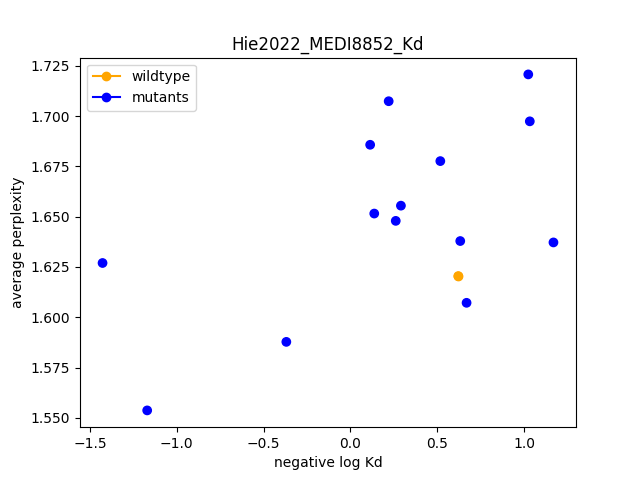 Hie2022_MEDI8852_Kd
wildtype
mutants
1.725
1.700
1.675
1.650
1.625
1.600
1.575
1.550
average perplexity
−1.5 −1.0 −0.5 0.0 0.5 1.0
negative log Kd